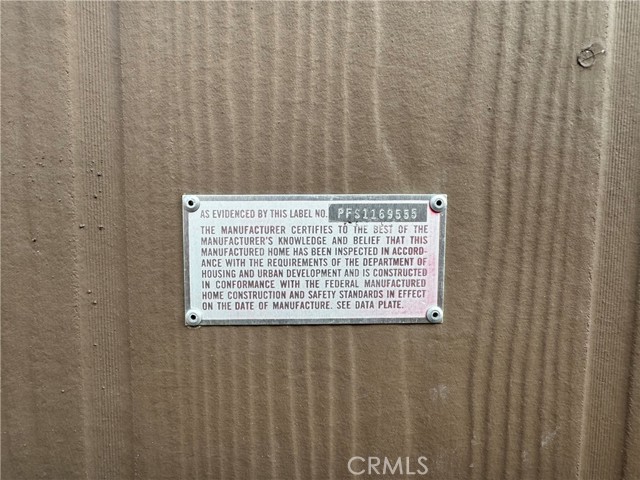 AS EVIDENCED BY THIS LABEL NO. PFS1169555
THE MANUFACTURER CERTIFIES TO THE BEST OF THE
MANUFACTURER'S KNOWLEDGE AND BELIEF THAT THIS
MANUFACTURED HOME HAS BEEN INSPECTED IN ACCORD-
ANCE WITH THE REQUIREMENTS OF THE DEPARTMENT OF
HOUSING AND URBAN DEVELOPMENT AND IS CONSTRUCTED
IN CONFORMANCE WITH THE FEDERAL MANUFACTURED
HOME CONSTRUCTION AND SAFETY STANDARDS IN EFFECT
ON THE DATE OF MANUFACTURE. SEE DATA PLATE.
CRMLS